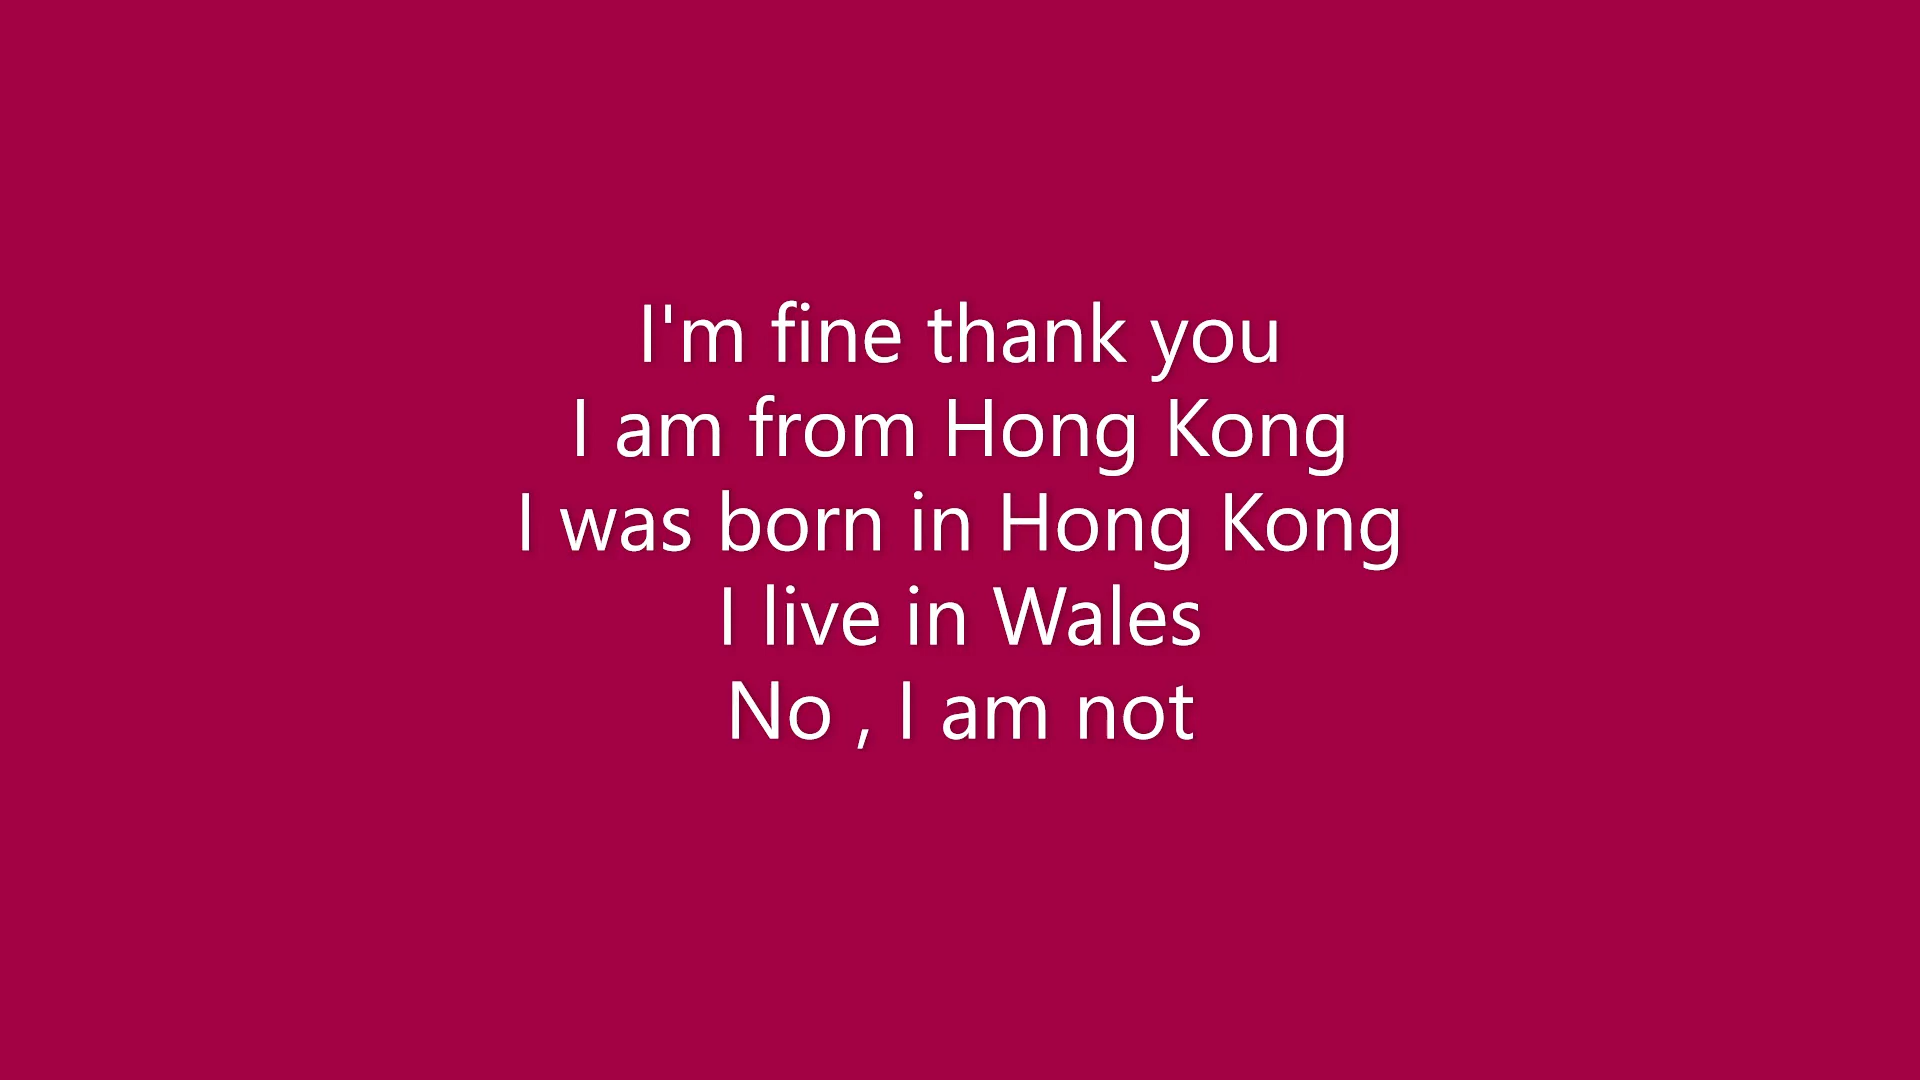 I'm fine thank you
I am from Hong Kong
I was born in Hong Kong
I live in Wales
No , I am not